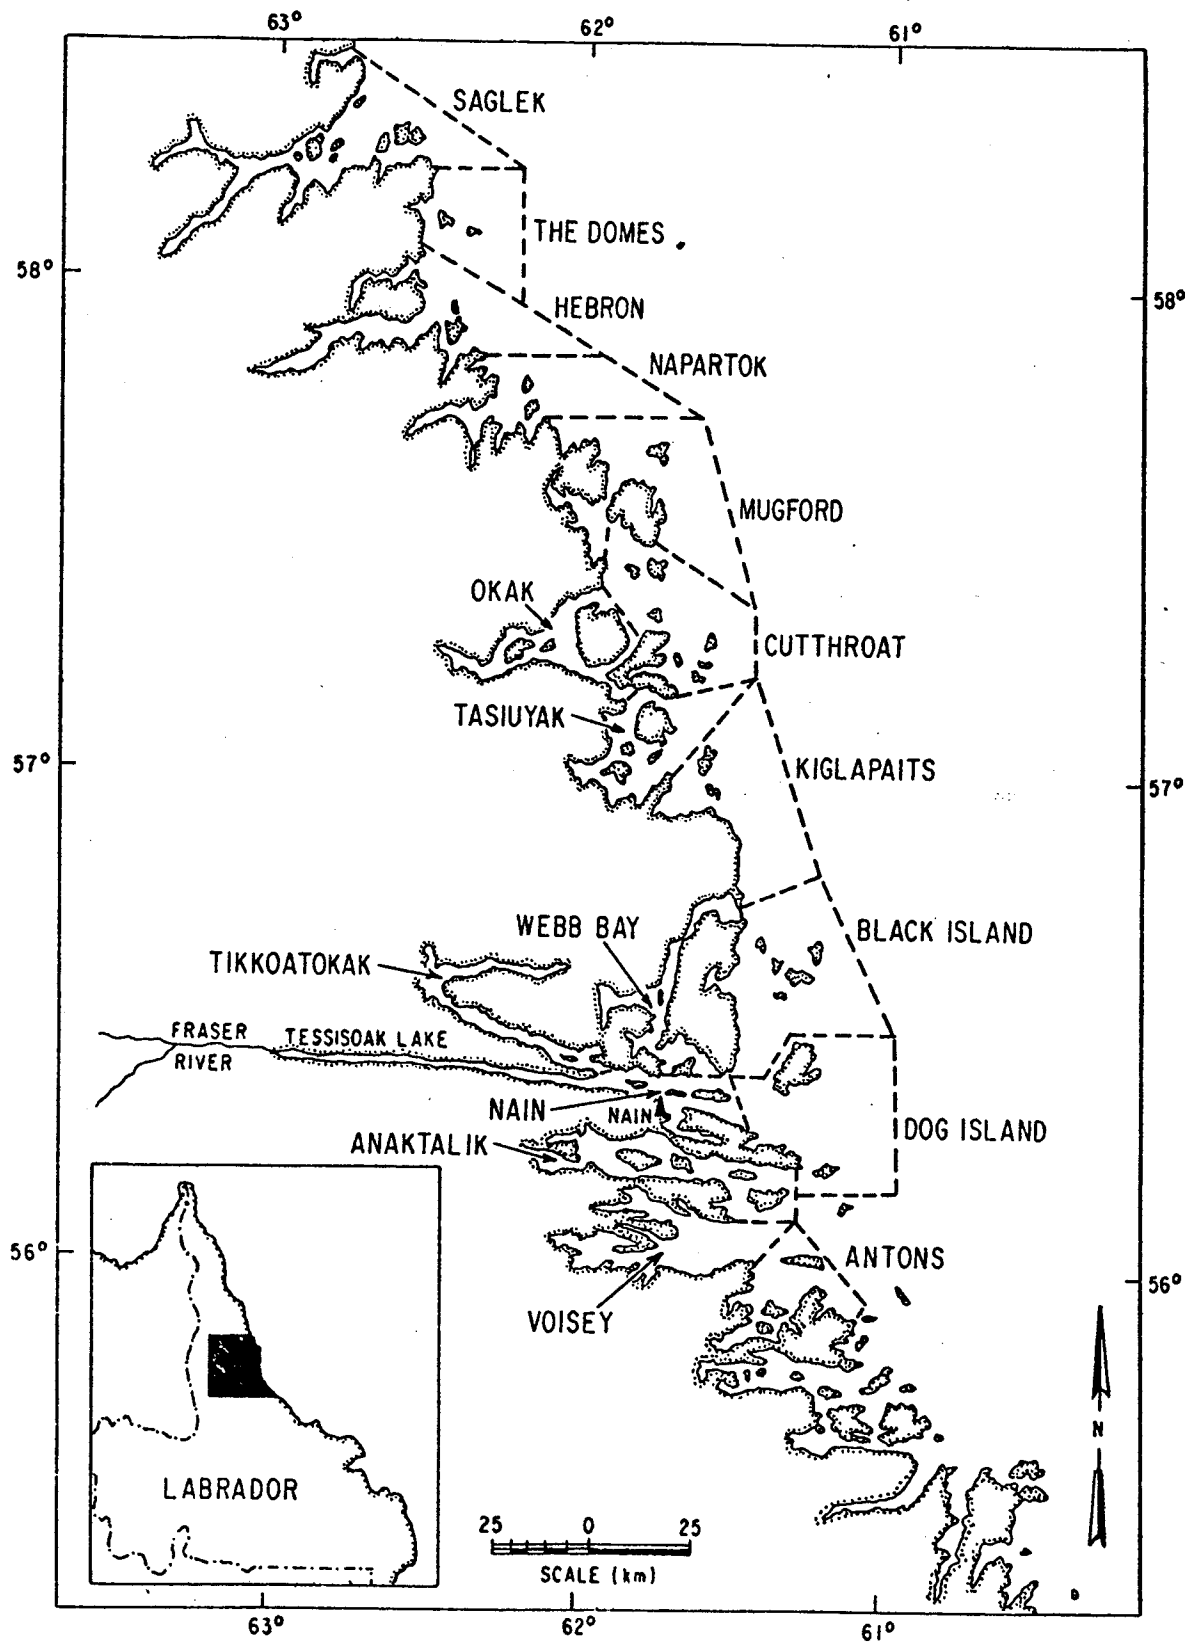 63° 62° 61°
SAGLEK
THE DOMES
58°
HEBRON
58°
NAPARTOK
MUGFORD
OKAK
CUTTHROAT
TASIUYAK
57°
KIGLAPAITS
57°
WEBB BAY
BLACK ISLAND
TIKKOATOKAK
FRASER
RIVER
TESSISOAK LAKE
NAIN
NAIN
DOG ISLAND
ANAKTALIK
56°
ANTONS
56°
VOISEY
N
LABRADOR
25 0 25
SCALE (km)
63° 62° 61°